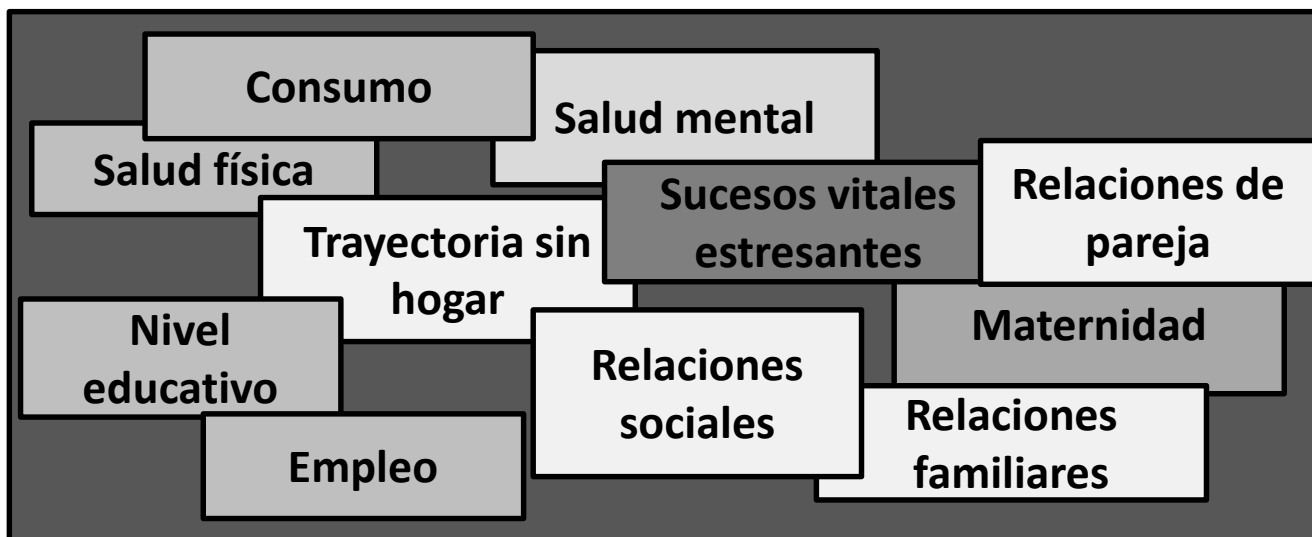 Consumo
Salud mental
Salud física
Sucesos vitales
estresantes
Relaciones de
pareja
Trayectoria sin
hogar
Nivel
educativo
Maternidad
Relaciones
sociales
Relaciones
familiares
Empleo